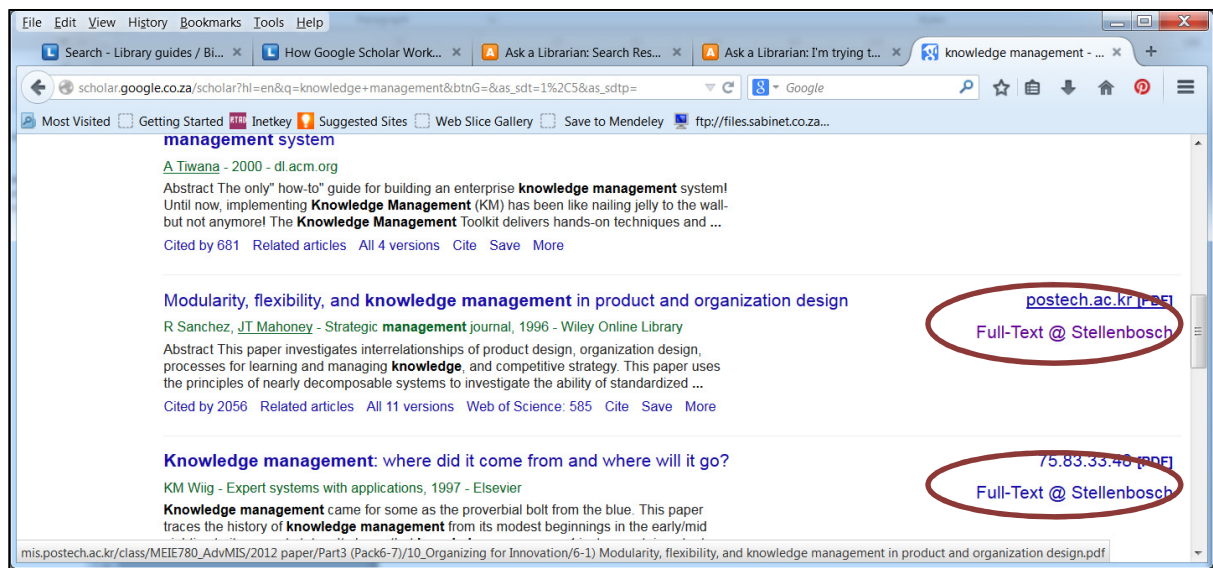 File Edit View History Bookmarks Tools Help
Search - Library guides / Bi... × How Google Scholar Work... × Ask a Librarian: Search Res... × Ask a Librarian: I'm trying t... × knowledge management - ... × +
scholar.google.co.za/scholar?hl=en&q=knowledge+management&btnG=&as_sdt=1%2C5&as_sdtp= Google
Most Visited Getting Started Inetkey Suggested Sites Web Slice Gallery Save to Mendeley ftp://files.sabinet.co.za...
management system
A Tiwana - 2000 - dl.acm.org
Abstract The only" how-to" guide for building an enterprise knowledge management system!
Until now, implementing Knowledge Management (KM) has been like nailing jelly to the wall-
but not anymore! The Knowledge Management Toolkit delivers hands-on techniques and ...
Cited by 681 Related articles All 4 versions Cite Save More
Modularity, flexibility, and knowledge management in product and organization design
postech.ac.kr [PDF]
R Sanchez, JT Mahoney - Strategic management journal, 1996 - Wiley Online Library
Full-Text @ Stellenbosch
Abstract This paper investigates interrelationships of product design, organization design,
processes for learning and managing knowledge, and competitive strategy. This paper uses
the principles of nearly decomposable systems to investigate the ability of standardized ...
Cited by 2056 Related articles All 11 versions Web of Science: 585 Cite Save More
Knowledge management: where did it come from and where will it go?
75.83.33.48 [PDF]
KM Wiig - Expert systems with applications, 1997 - Elsevier
Full-Text @ Stellenbosch
Knowledge management came for some as the proverbial bolt from the blue. This paper
traces the history of knowledge management from its modest beginnings in the early/mid
mis.postech.ac.kr/class/MEIE780_AdvMIS/2012 paper/Part3 (Pack6-7)/10_Organizing for Innovation/6-1) Modularity, flexibility, and knowledge management in product and organization design.pdf